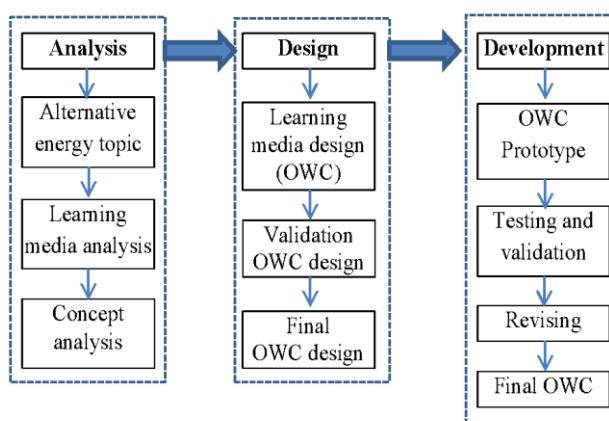 Analysis
Alternative
energy topic
Learning
media analysis
Concept
analysis
Design
Learning
media design
(OWC)
Validation
OWC design
Final
OWC design
Development
OWC
Prototype
Testing and
validation
Revising
Final OWC